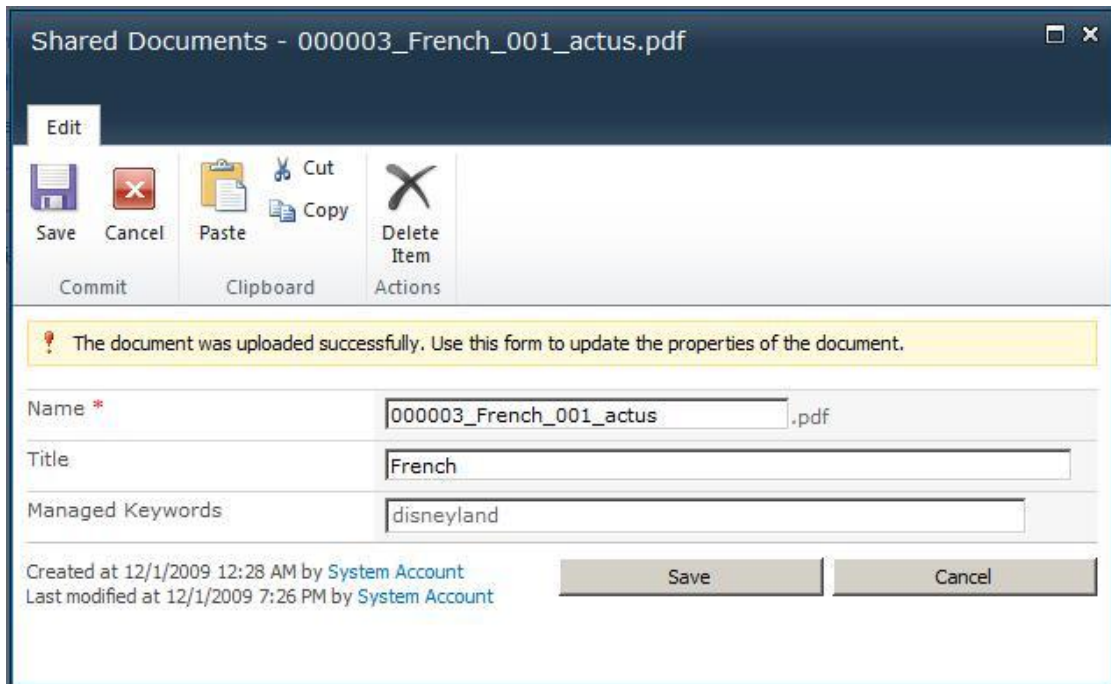 Shared Documents - 000003_French_001_actus.pdf
Edit
Save
Cancel
Paste
Cut
Copy
Delete
Item
Commit
Clipboard
Actions
The document was uploaded successfully. Use this form to update the properties of the document.
Name *
000003_French_001_actus .pdf
Title
French
Managed Keywords
disneyland
Created at 12/1/2009 12:28 AM by System Account
Last modified at 12/1/2009 7:26 PM by System Account
Save
Cancel